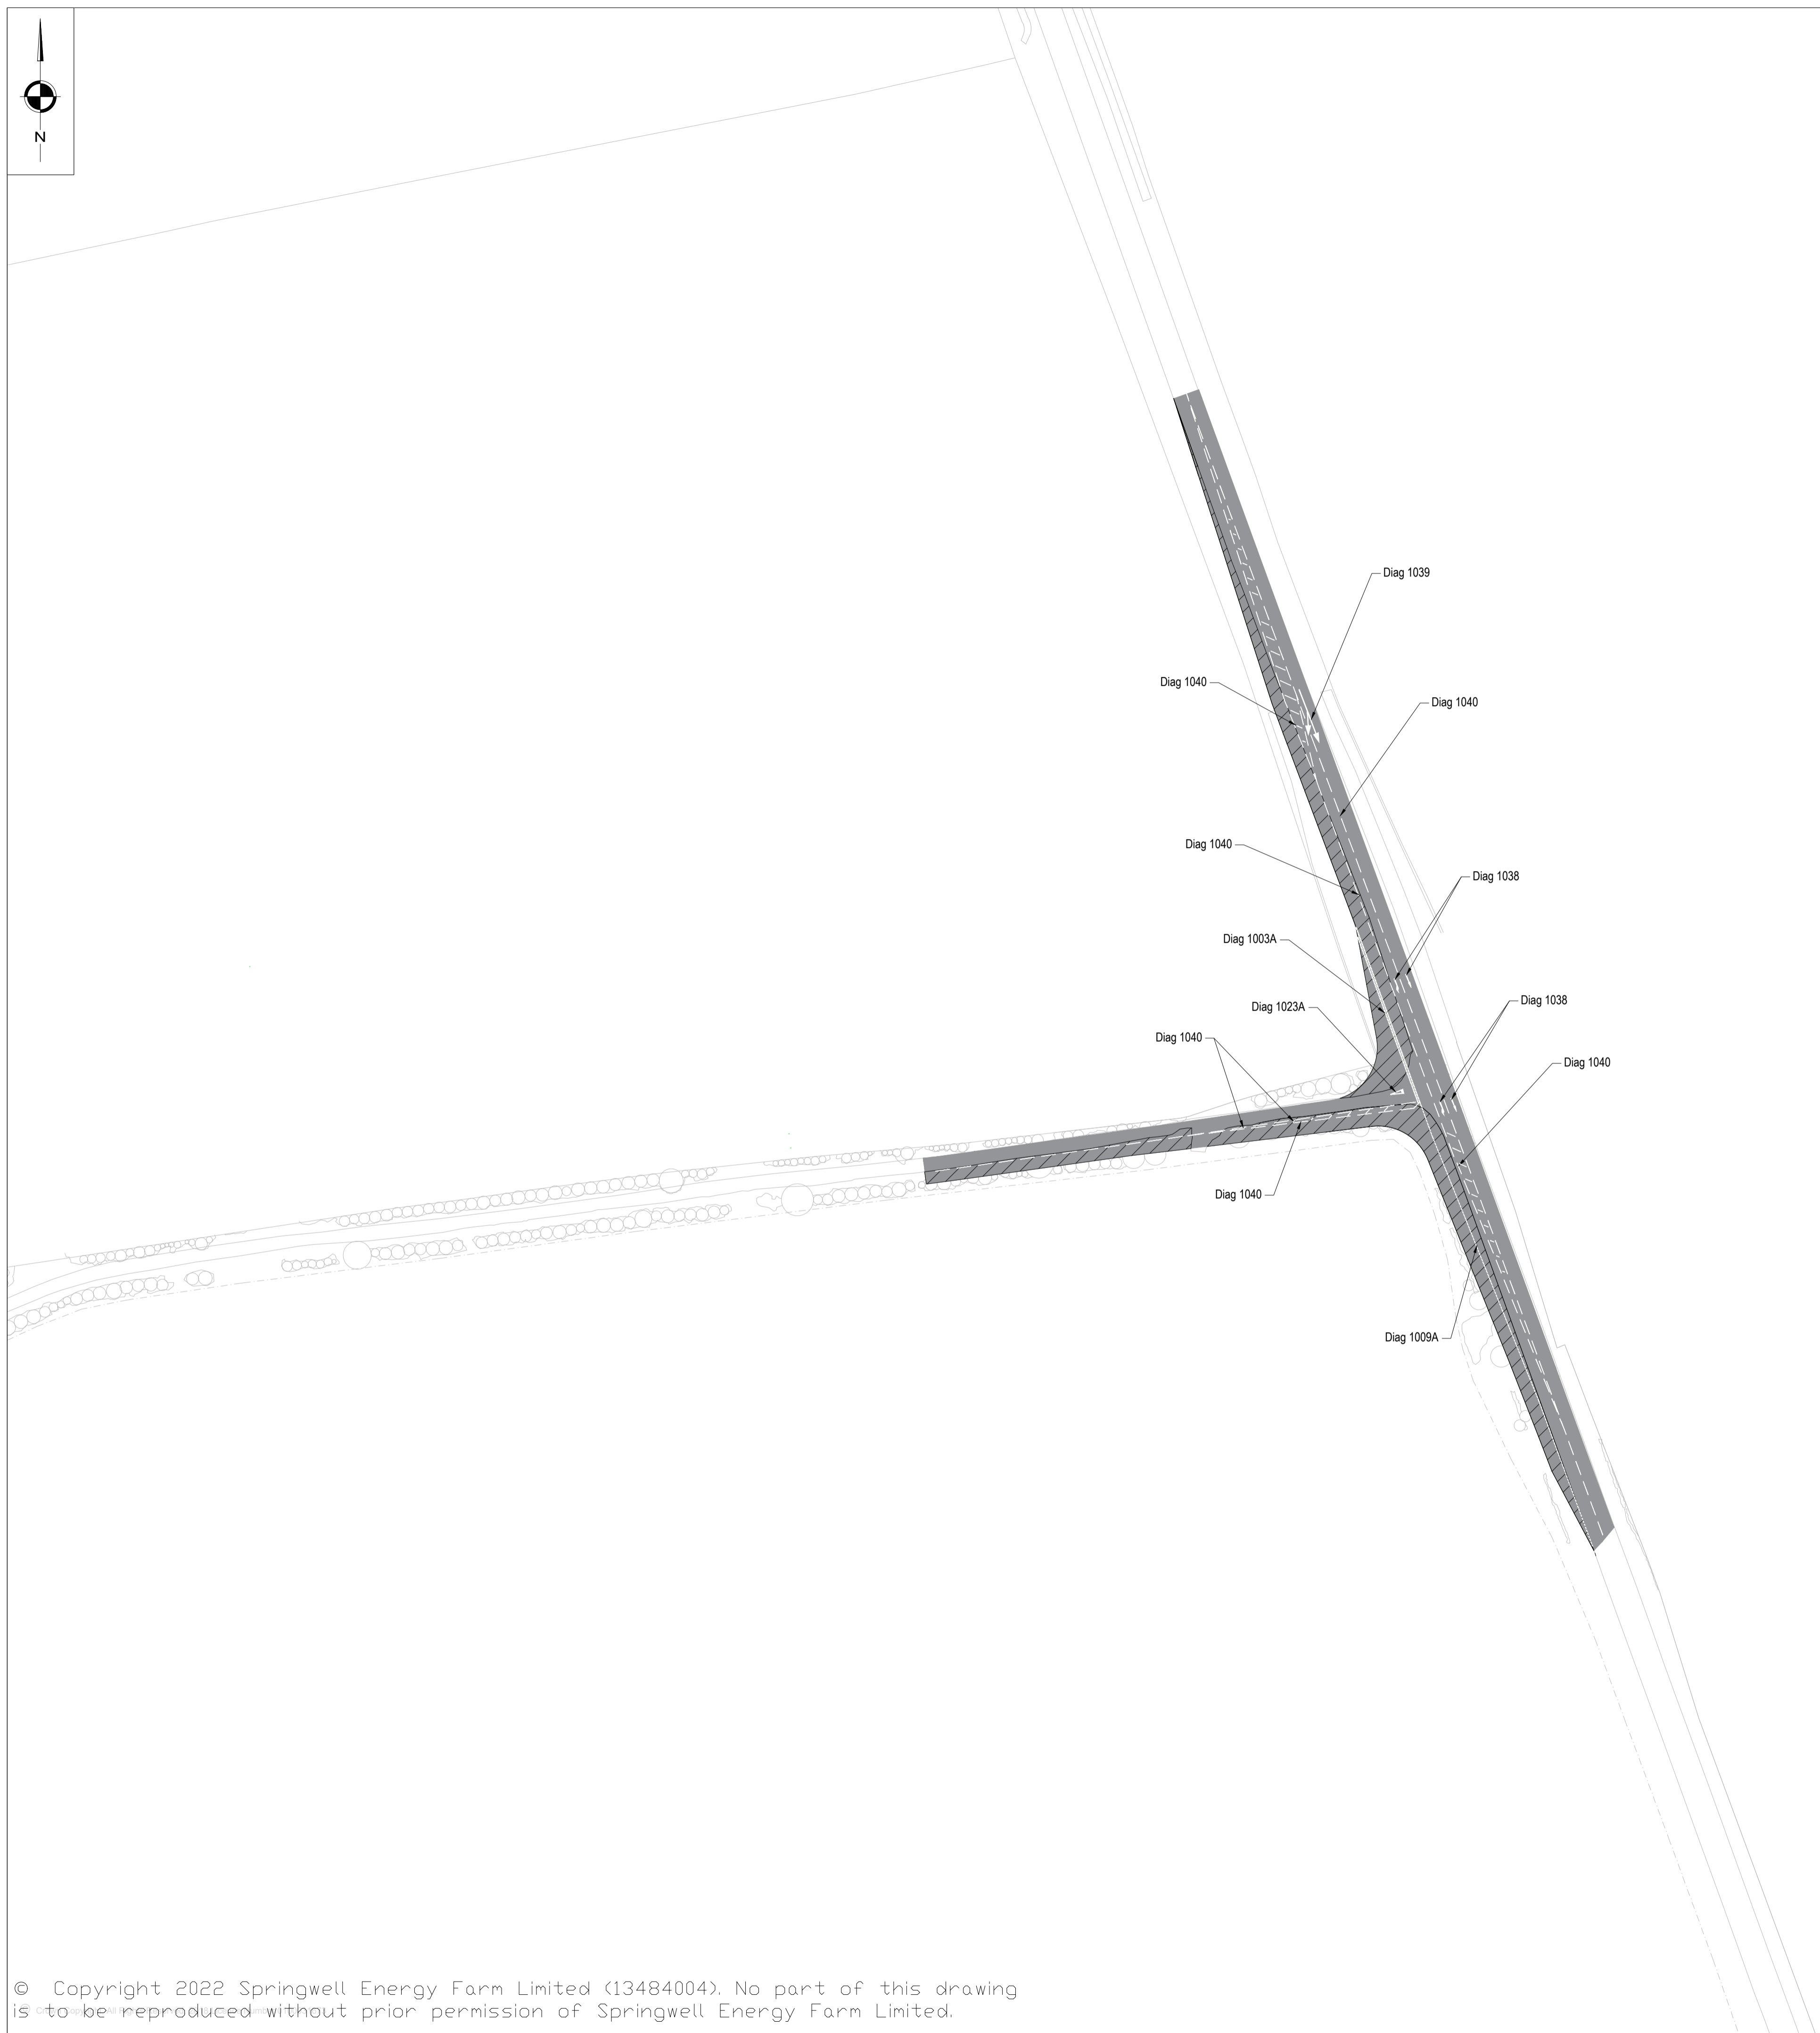 N
Diag 1039
Diag 1040
Diag 1040
Diag 1040
Diag 1038
Diag 1003A
Diag 1038
Diag 1023A
Diag 1040
Diag 1040
Diag 1040
Diag 1009A
© Copyright 2022 Springwell Energy Farm Limited (13484004). No part of this drawing
is to be reproduced without prior permission of Springwell Energy Farm Limited.